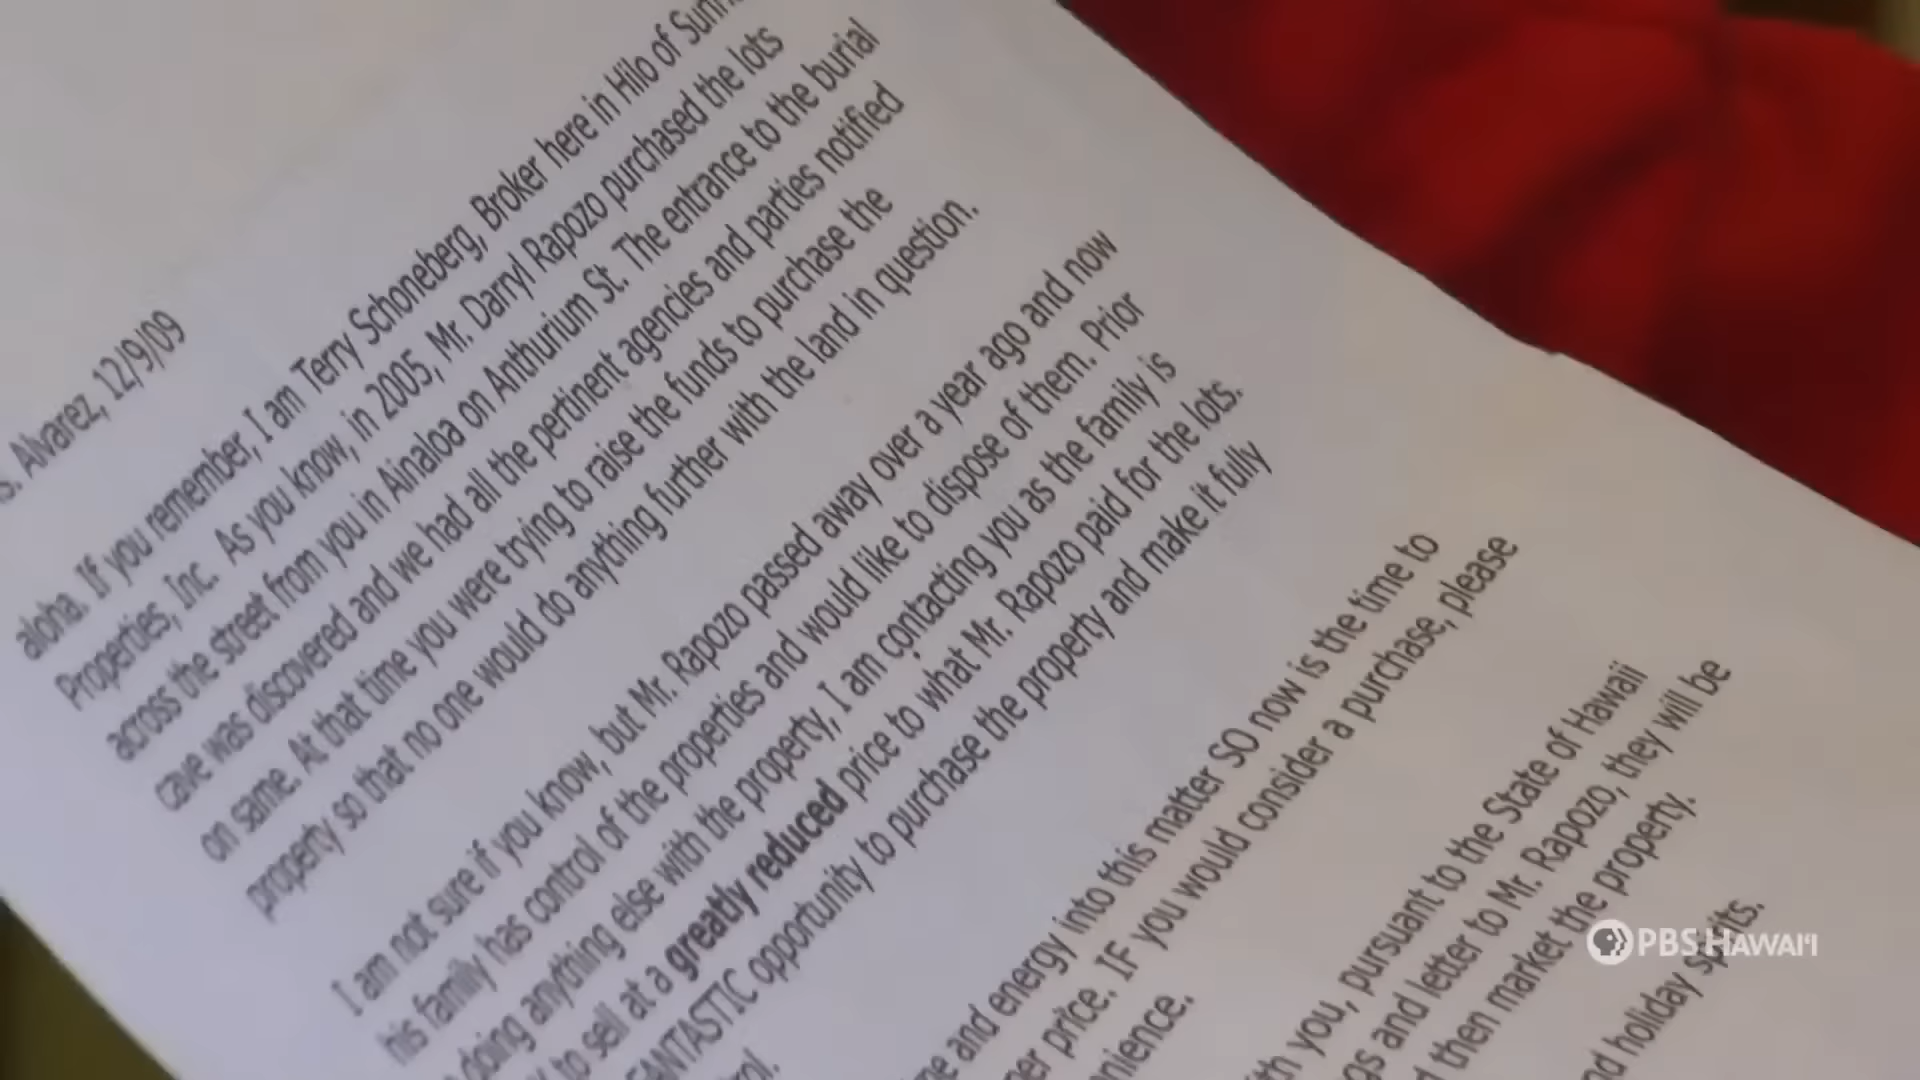 s. Alvarez, 12/9/09
aloha. If you remember, I am Terry Schoneberg, Broker here in Hilo of
Properties, Inc. As you know, in 2005, Mr. Darryl Rapozo purchased the lots
across the street from you in Ainaloa on Anthurium St. The entrance to the burial
cave was discovered and we had all the pertinent agencies and parties notified
on same. At that time you were trying to raise the funds to purchase the
property so that no one would do anything further with the land in question.
I am not sure if you know, but Mr. Rapozo passed away over a year ago and now
his family has control of the properties and would like to dispose of them. Prior
doing anything else with the property, I am contacting you as the family is
to sell at a greatly reduced price to what Mr. Rapozo paid for the lots.
FANTASTIC opportunity to purchase the property and make it fully
and energy into this matter SO now is the time to
price. IF you would consider a purchase, please
you, pursuant to the State of Hawaii
and letter to Mr. Rapozo, they will be
then market the property.
holiday spirits.
PBS HAWAI'I